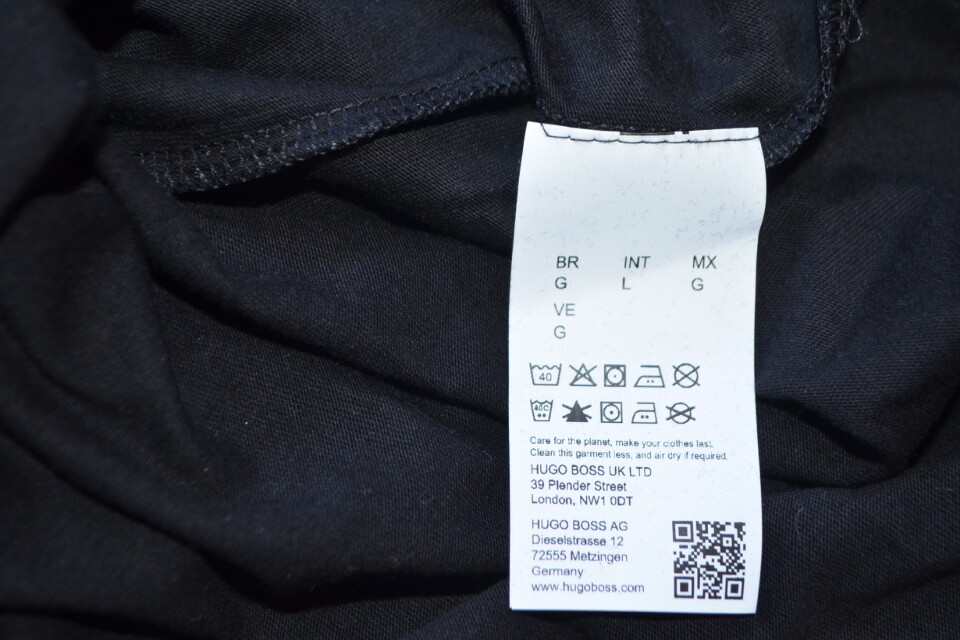 BR INT MX
G L G
VE
G
40
40C
Care for the planet, make your clothes last.
Clean this garment less, and air dry if required.
HUGO BOSS UK LTD
39 Plender Street
London, NW1 0DT
HUGO BOSS AG
Dieselstrasse 12
72555 Metzingen
Germany
www.hugoboss.com